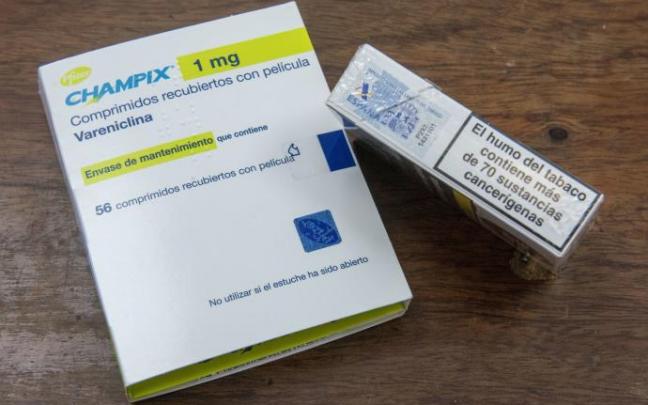 Pfizer
CHAMPIX 1 mg
Comprimidos recubiertos con película
Vareniclina
Envase de mantenimiento que contiene
56 comprimidos recubiertos con película
No utilizar si el estuche ha sido abierto
ESPAÑA
El humo del tabaco
contiene más
de 70 sustancias
cancerígenas